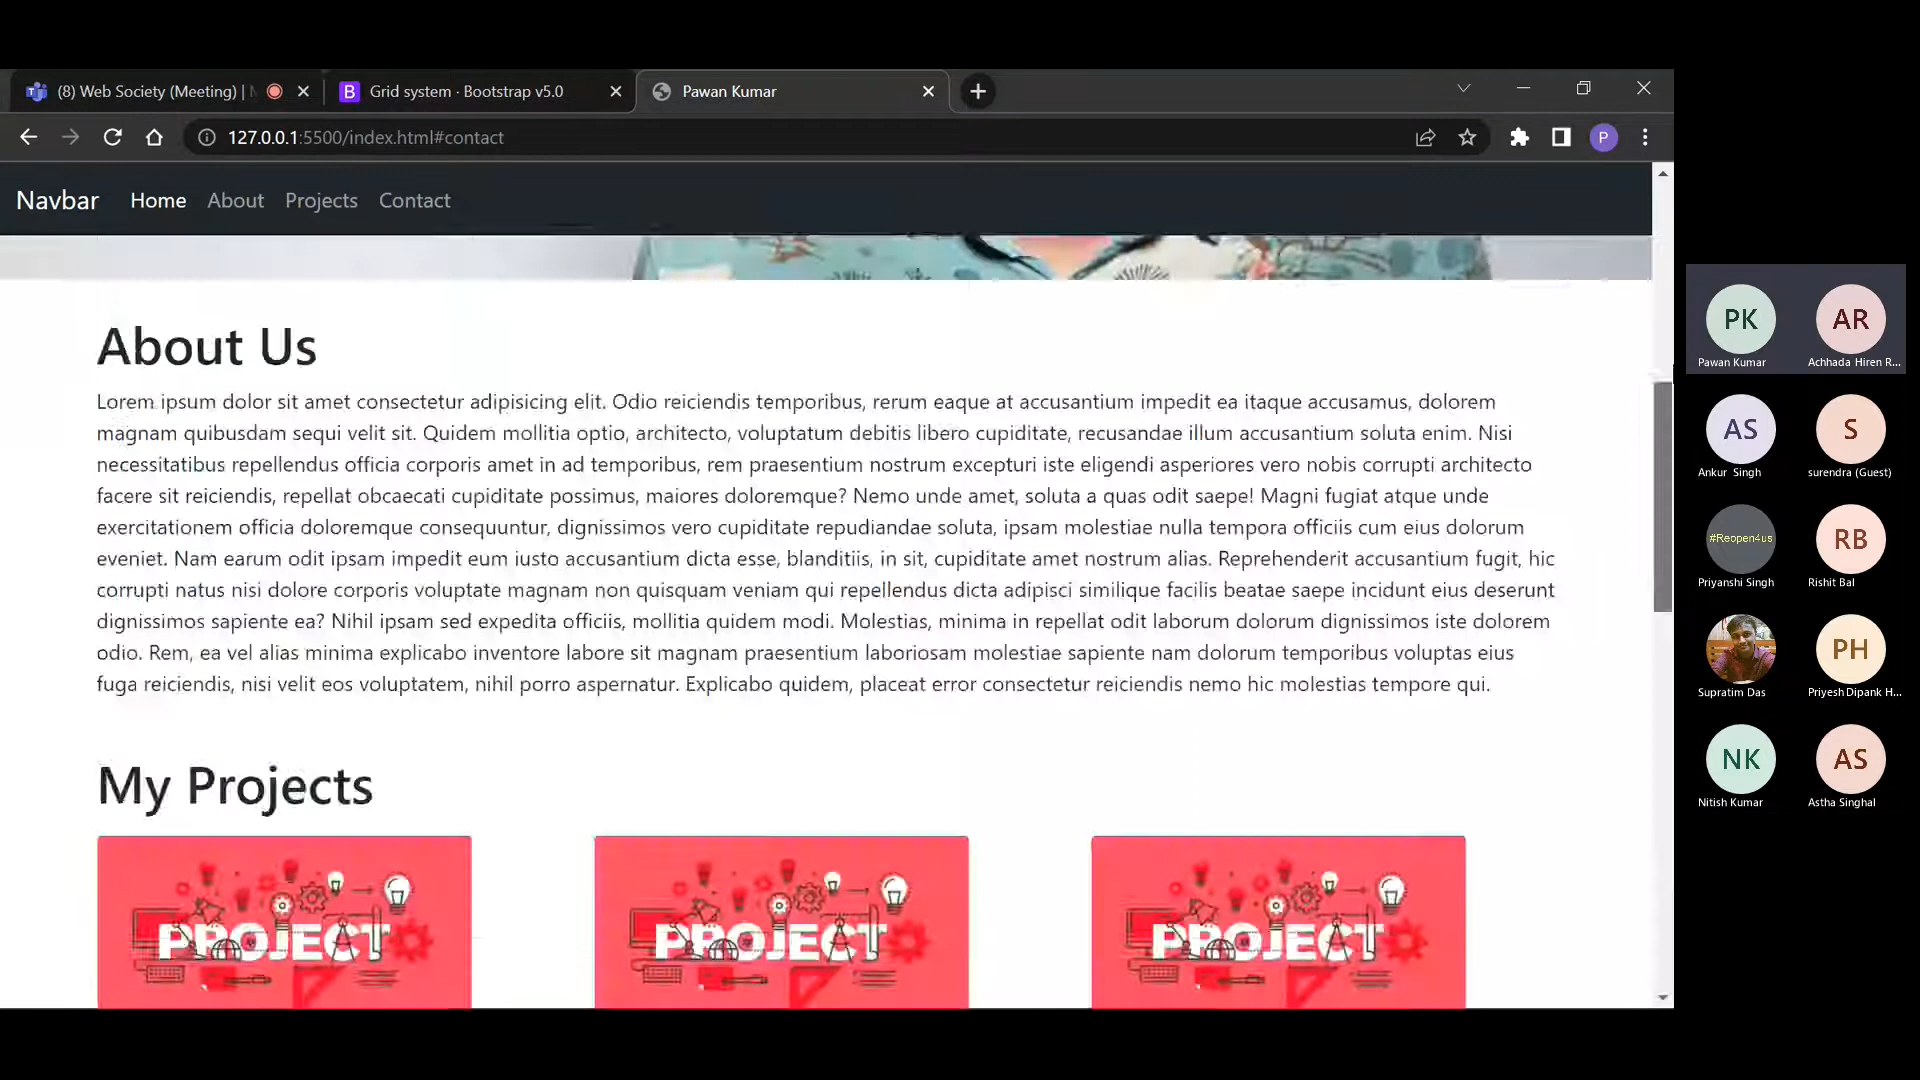 (8) Web Society (Meeting) |
Grid system · Bootstrap v5.0
Pawan Kumar
127.0.0.1:5500/index.html#contact
P
Navbar
Home
About
Projects
Contact
About Us
Lorem ipsum dolor sit amet consectetur adipisicing elit. Odio reiciendis temporibus, rerum eaque at accusantium impedit ea itaque accusamus, dolorem
magnam quibusdam sequi velit sit. Quidem mollitia optio, architecto, voluptatum debitis libero cupiditate, recusandae illum accusantium soluta enim. Nisi
necessitatibus repellendus officia corporis amet in ad temporibus, rem praesentium nostrum excepturi iste eligendi asperiores vero nobis corrupti architecto
facere sit reiciendis, repellat obcaecati cupiditate possimus, maiores doloremque? Nemo unde amet, soluta a quas odit saepe! Magni fugiat atque unde
exercitationem officia doloremque consequuntur, dignissimos vero cupiditate repudiandae soluta, ipsam molestiae nulla tempora officiis cum eius dolorum
eveniet. Nam earum odit ipsam impedit eum iusto accusantium dicta esse, blanditiis, in sit, cupiditate amet nostrum alias. Reprehenderit accusantium fugit, hic
corrupti natus nisi dolore corporis voluptate magnam non quisquam veniam qui repellendus dicta adipisci similique facilis beatae saepe incidunt eius deserunt
dignissimos sapiente ea? Nihil ipsam sed expedita officiis, mollitia quidem modi. Molestias, minima in repellat odit laborum dolorum dignissimos iste dolorem
odio. Rem, ea vel alias minima explicabo inventore labore sit magnam praesentium laboriosam molestiae sapiente nam dolorum temporibus voluptas eius
fuga reiciendis, nisi velit eos voluptatem, nihil porro aspernatur. Explicabo quidem, placeat error consectetur reiciendis nemo hic molestias tempore qui.
My Projects
PROJECT
PROJECT
PROJECT
PK
Pawan Kumar
AR
Achhada Hiren R...
AS
Ankur Singh
S
surendra (Guest)
#Reopen4us
Priyanshi Singh
RB
Rishit Bal
Supratim Das
PH
Priyesh Dipank H...
NK
Nitish Kumar
AS
Astha Singhal